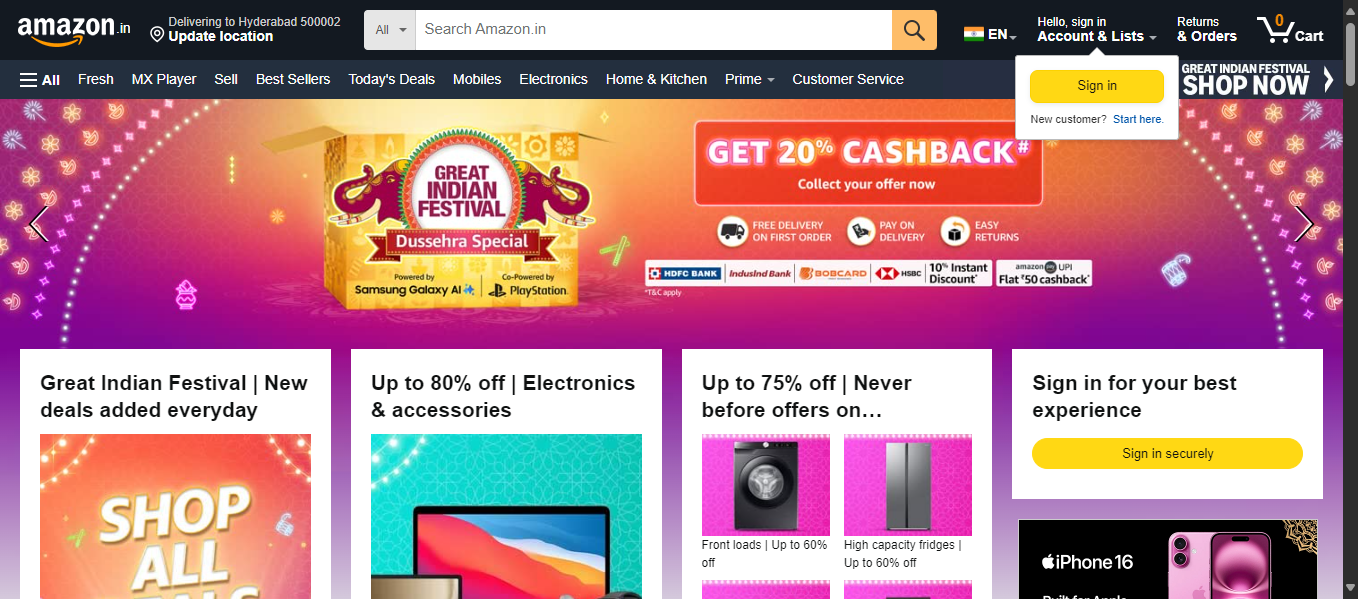 amazon.in
Delivering to Hyderabad 500002
Update location
All
Search Amazon.in
EN
Hello, sign in
Account & Lists
Returns
& Orders
0
Cart
All
Fresh
MX Player
Sell
Best Sellers
Today's Deals
Mobiles
Electronics
Home & Kitchen
Prime
Customer Service
GREAT INDIAN FESTIVAL
SHOP NOW
Sign in
New customer? Start here.
GREAT
INDIAN
FESTIVAL
Dussehra Special
Powered by
Samsung Galaxy AI
Co-Powered by
PlayStation.
GET 20% CASHBACK#
Collect your offer now
FREE DELIVERY
ON FIRST ORDER
PAY ON
DELIVERY
EASY
RETURNS
HDFC BANK
IndusInd Bank
BOBCARD
HSBC
10% Instant
Discount*
amazon pay UPI
Flat ₹50 cashback*
*T&C apply
Great Indian Festival | New
deals added everyday
SHOP
ALL
DEALS
Up to 80% off | Electronics
& accessories
Up to 75% off | Never
before offers on…
Front loads | Up to 60%
off
High capacity fridges |
Up to 60% off
Sign in for your best
experience
Sign in securely
iPhone 16
Built for Apple